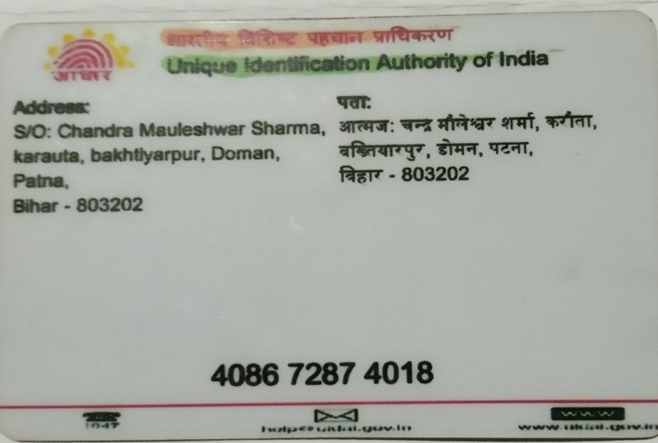 भारतीय विशिष्ट पहचान प्राधिकरण
Unique Identification Authority of India
आधार
Address:
S/O: Chandra Mauleshwar Sharma,
karauta, bakhtiyarpur, Doman,
Patna,
Bihar - 803202
पता:
आत्मज: चन्द्र मौलेश्वर शर्मा, करौता,
बख्तियारपुर, डोमन, पटना,
बिहार - 803202
4086 7287 4018
1947
help@uidai.gov.in
WWW
www.uidai.gov.in